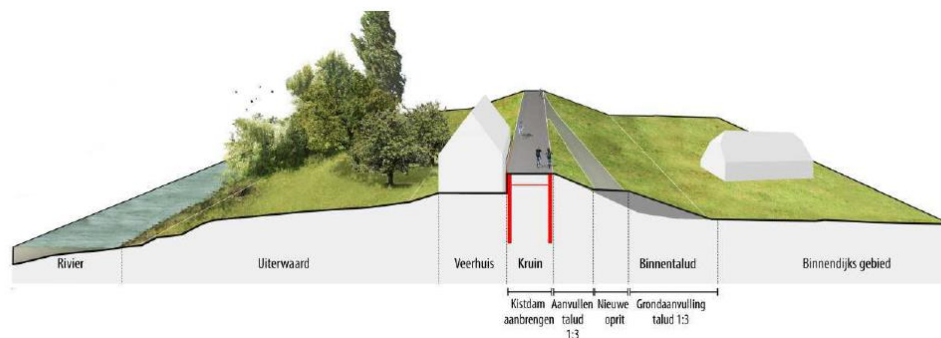 Rivier
Uiterwaard
Veerhuis
Kruin
Binnentalud
Binnendijks gebied
Kistdam
aanbrengen
Aanvullen
talud
1:3
Nieuwe
oprit
Grondaanvulling
talud 1:3